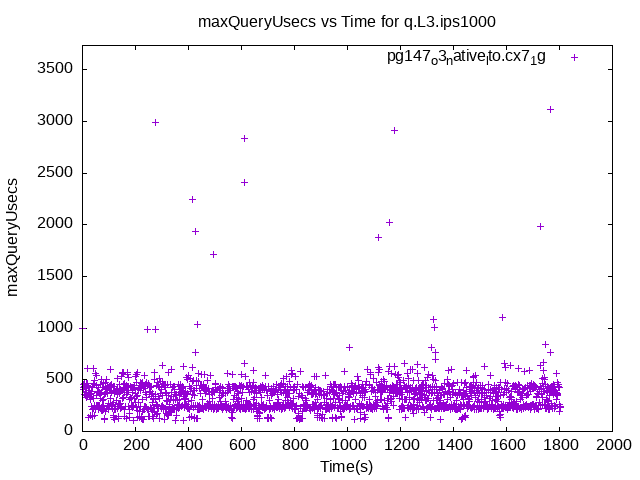 maxQueryUsecs vs Time for q.L3.ips1000
pg147o3native_lto.cx7_1g
3500
3000
2500
2000
1500
1000
500
0
maxQueryUsecs
0 200 400 600 800 1000 1200 1400 1600 1800 2000
Time(s)